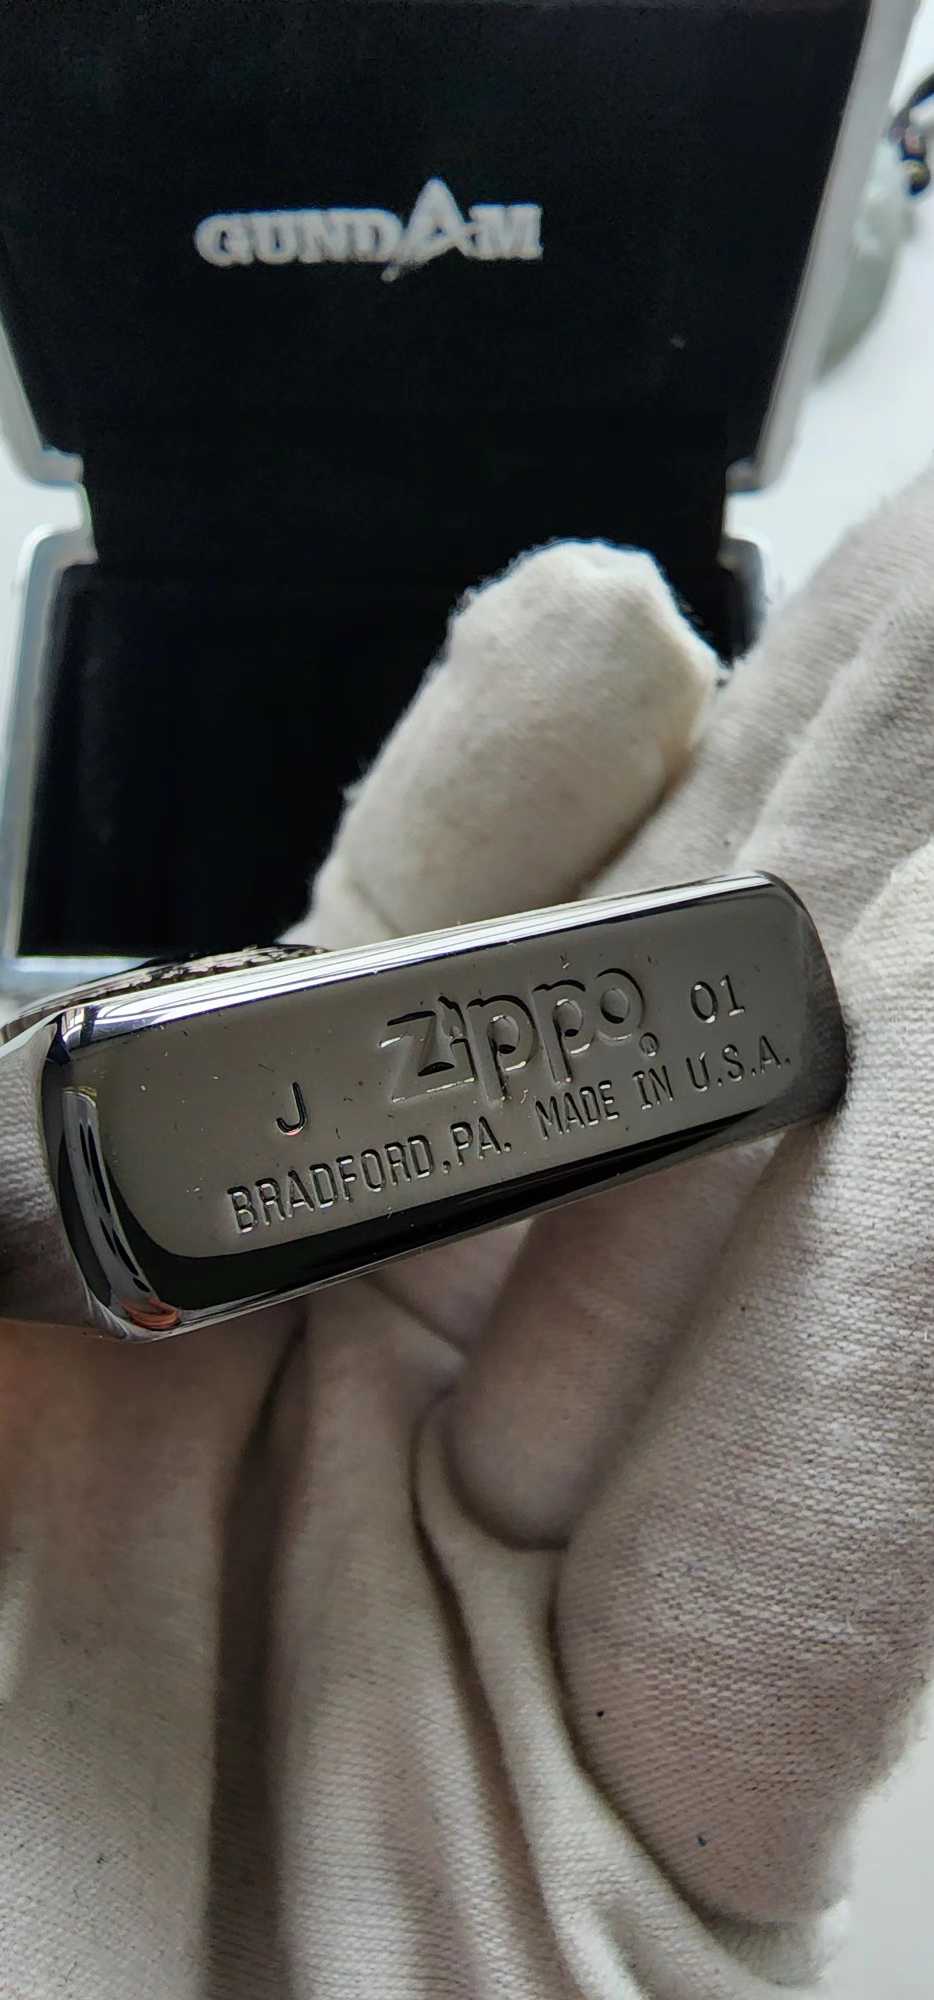 GUNDAM
J zippo® 01
BRADFORD,PA. MADE IN U.S.A.